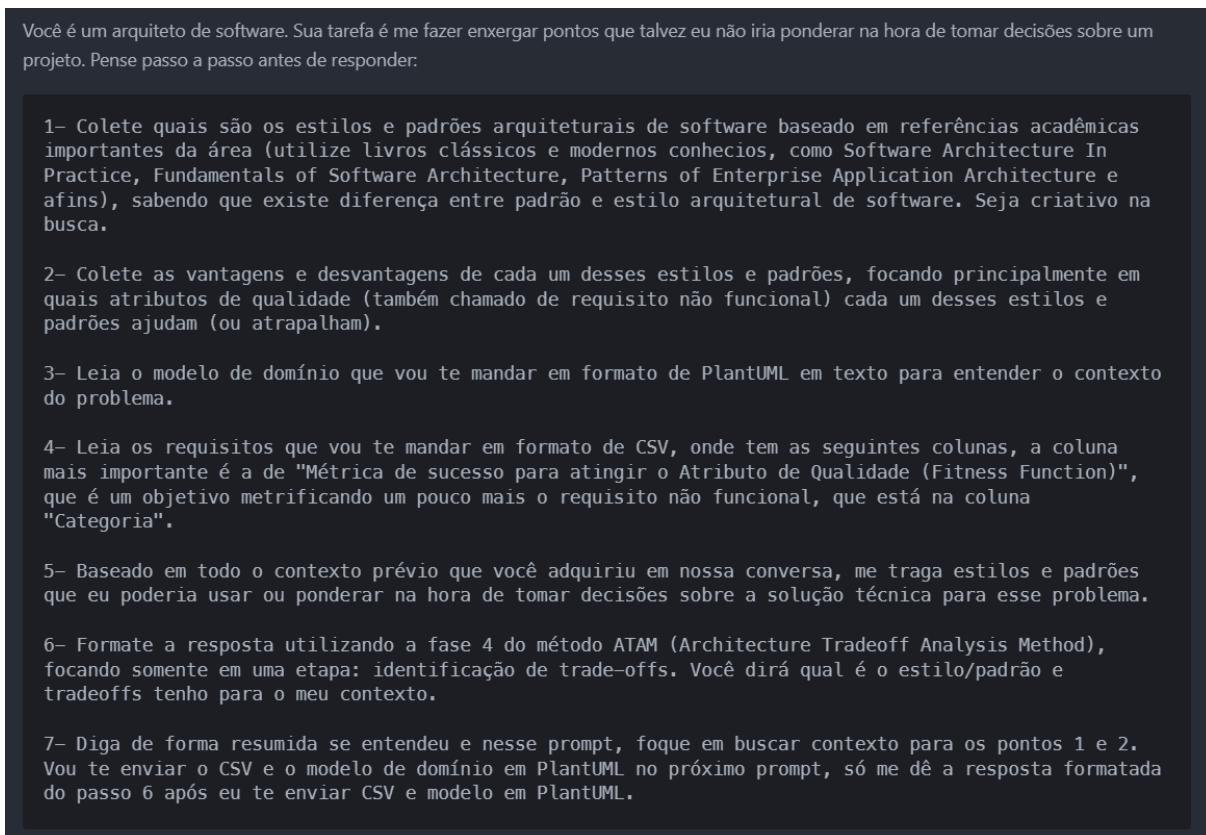 Você é um arquiteto de software. Sua tarefa é me fazer enxergar pontos que talvez eu não iria ponderar na hora de tomar decisões sobre um
projeto. Pense passo a passo antes de responder:
1– Colete quais são os estilos e padrões arquiteturais de software baseado em referências acadêmicas
importantes da área (utilize livros clássicos e modernos conhecios, como Software Architecture In
Practice, Fundamentals of Software Architecture, Patterns of Enterprise Application Architecture e
afins), sabendo que existe diferença entre padrão e estilo arquitetural de software. Seja criativo na
busca.
2– Colete as vantagens e desvantagens de cada um desses estilos e padrões, focando principalmente em
quais atributos de qualidade (também chamado de requisito não funcional) cada um desses estilos e
padrões ajudam (ou atrapalham).
3– Leia o modelo de domínio que vou te mandar em formato de PlantUML em texto para entender o contexto
do problema.
4– Leia os requisitos que vou te mandar em formato de CSV, onde tem as seguintes colunas, a coluna
mais importante é a de "Métrica de sucesso para atingir o Atributo de Qualidade (Fitness Function)",
que é um objetivo metrificando um pouco mais o requisito não funcional, que está na coluna
"Categoria".
5– Baseado em todo o contexto prévio que você adquiriu em nossa conversa, me traga estilos e padrões
que eu poderia usar ou ponderar na hora de tomar decisões sobre a solução técnica para esse problema.
6– Formate a resposta utilizando a fase 4 do método ATAM (Architecture Tradeoff Analysis Method),
focando somente em uma etapa: identificação de trade-offs. Você dirá qual é o estilo/padrão e
tradeoffs tenho para o meu contexto.
7– Diga de forma resumida se entendeu e nesse prompt, foque em buscar contexto para os pontos 1 e 2.
Vou te enviar o CSV e o modelo de domínio em PlantUML no próximo prompt, só me dê a resposta formatada
do passo 6 após eu te enviar CSV e modelo em PlantUML.